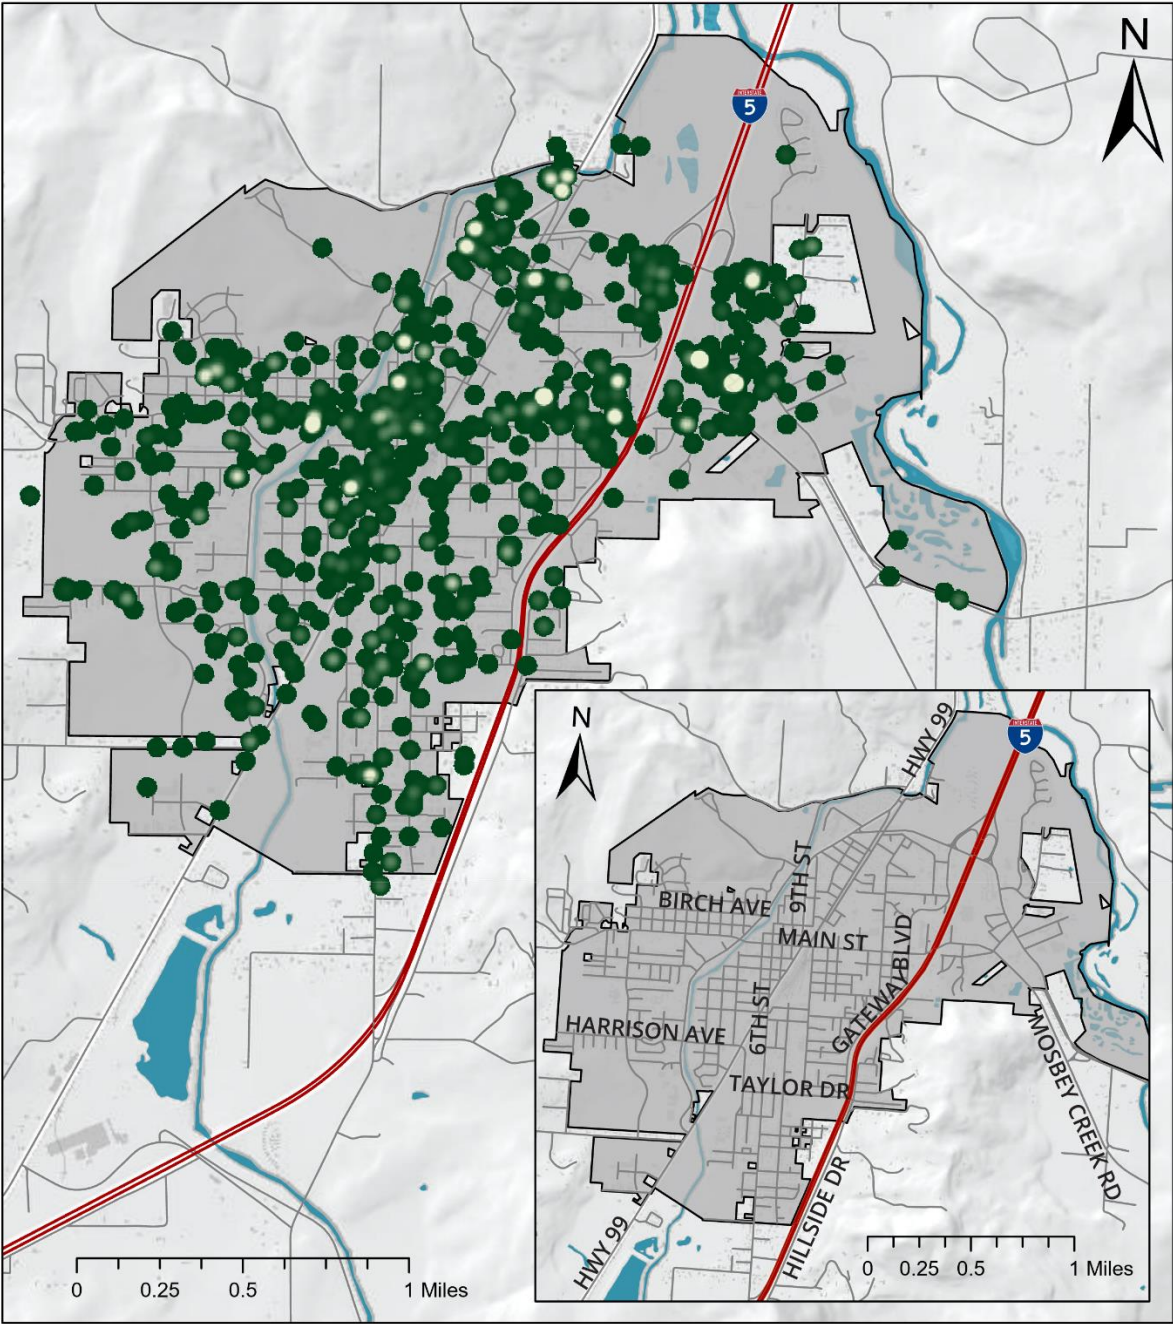 N
INTERSTATE
5
0 0.25 0.5 1 Miles
N
HWY 99
INTERSTATE
5
9TH ST
BIRCH AVE
MAIN ST
GATEWAY BLVD
6TH ST
HARRISON AVE
TAYLOR DR
MOSBEY CREEK RD
HILLSIDE DR
HWY 99
0 0.25 0.5 1 Miles